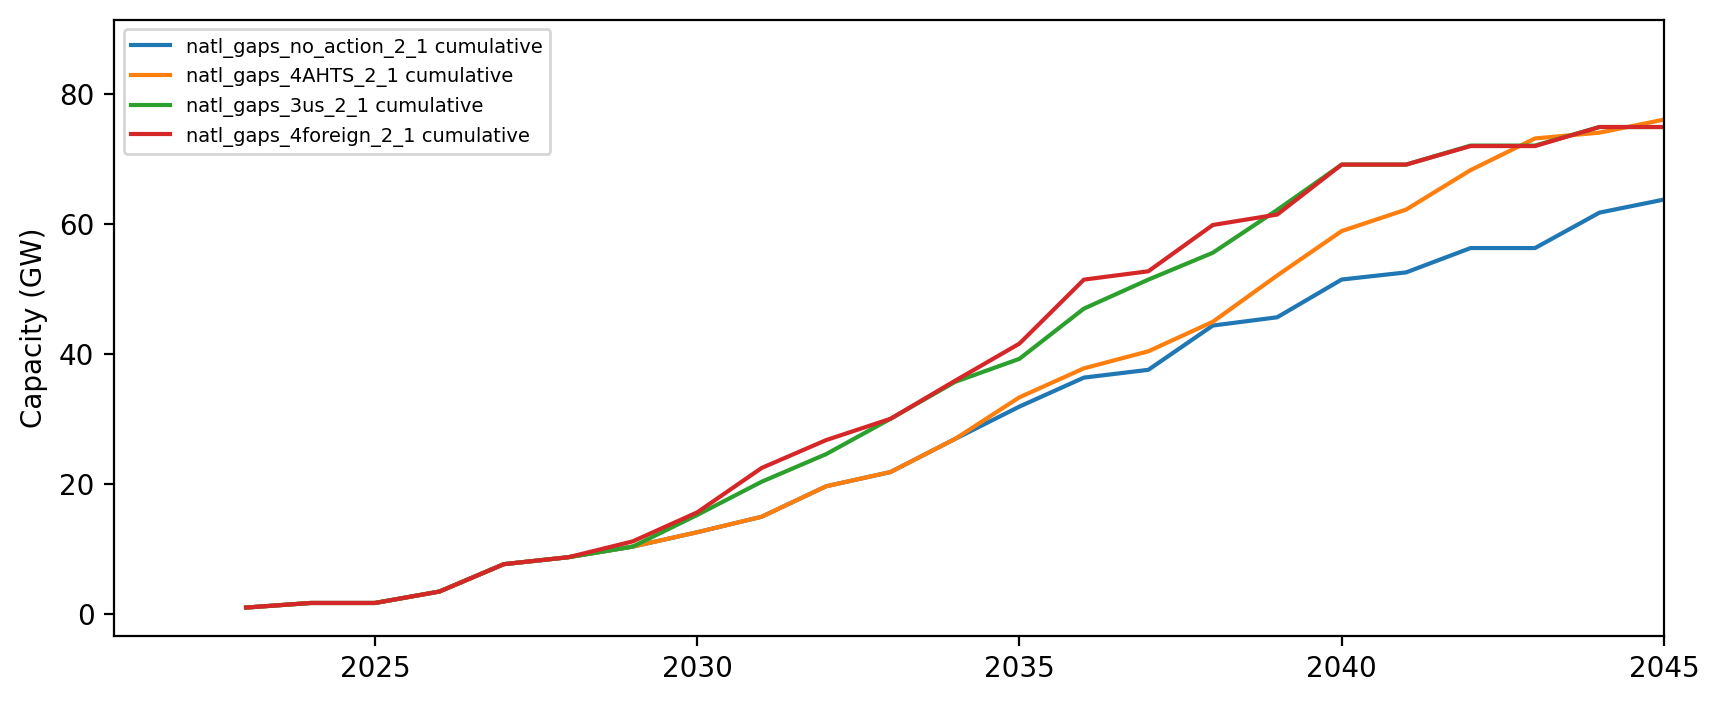 natl_gaps_no_action_2_1 cumulative
natl_gaps_4AHTS_2_1 cumulative
natl_gaps_3us_2_1 cumulative
natl_gaps_4foreign_2_1 cumulative
Capacity (GW)
80
60
40
20
0
2025 2030 2035 2040 2045